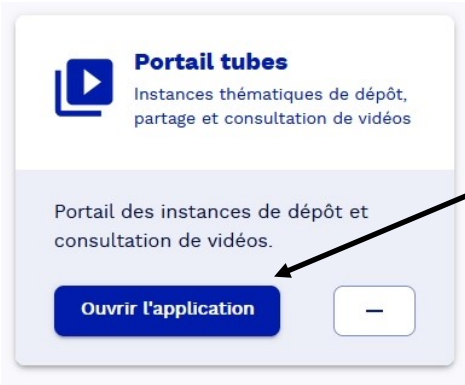 Portail tubes
Instances thématiques de dépôt,
partage et consultation de vidéos
Portail des instances de dépôt et
consultation de vidéos.
Ouvrir l'application